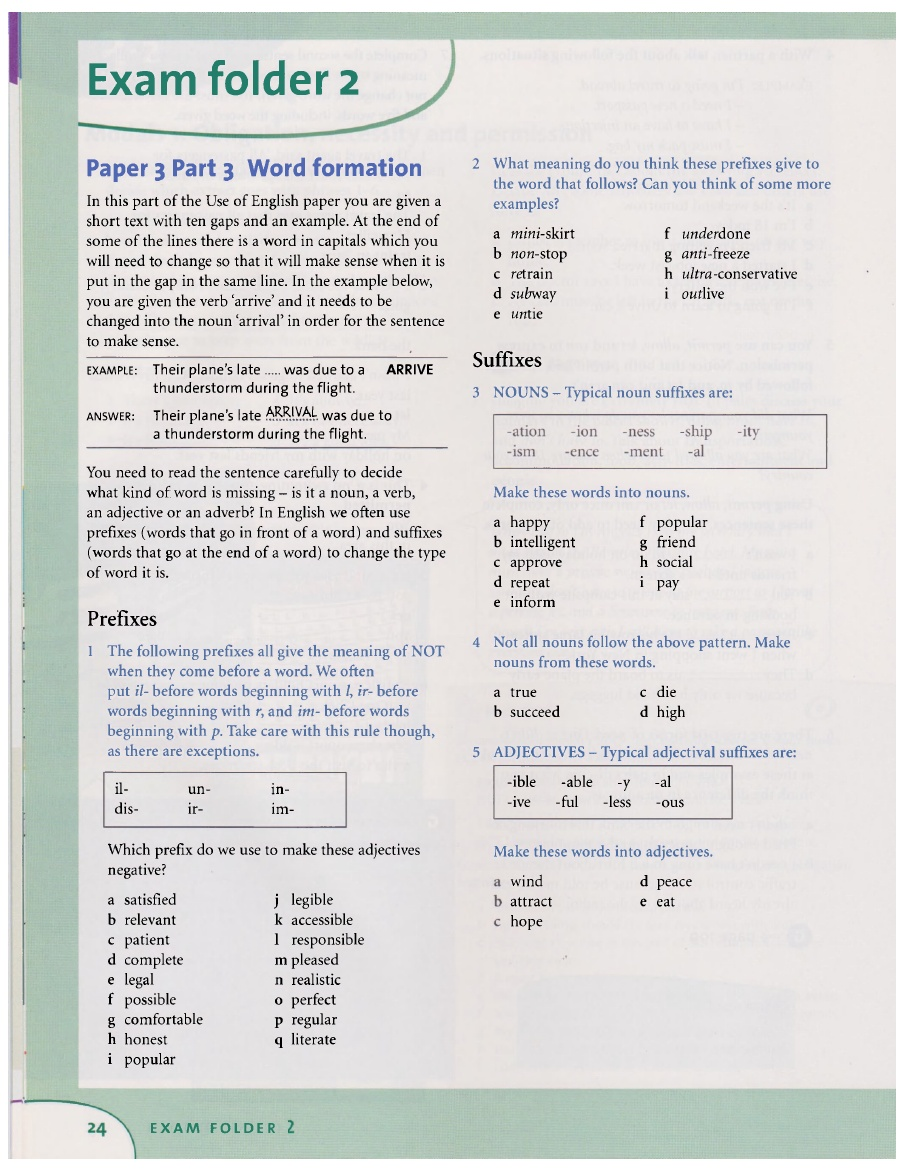 Exam folder 2
Paper 3 Part 3 Word formation
In this part of the Use of English paper you are given a
short text with ten gaps and an example. At the end of
some of the lines there is a word in capitals which you
will need to change so that it will make sense when it is
put in the gap in the same line. In the example below,
you are given the verb ‘arrive’ and it needs to be
changed into the noun ‘arrival’ in order for the sentence
to make sense.
EXAMPLE: Their plane's late ..... was due to a ARRIVE
thunderstorm during the flight.
ANSWER: Their plane's late ARRIVAL was due to
a thunderstorm during the flight.
You need to read the sentence carefully to decide
what kind of word is missing – is it a noun, a verb,
an adjective or an adverb? In English we often use
prefixes (words that go in front of a word) and suffixes
(words that go at the end of a word) to change the type
of word it is.
Prefixes
1 The following prefixes all give the meaning of NOT
when they come before a word. We often
put il- before words beginning with l, ir- before
words beginning with r, and im- before words
beginning with p. Take care with this rule though,
as there are exceptions.
il- un- in-
dis- ir- im-
Which prefix do we use to make these adjectives
negative?
a satisfied
b relevant
c patient
d complete
e legal
f possible
g comfortable
h honest
i popular
j legible
k accessible
l responsible
m pleased
n realistic
o perfect
p regular
q literate
2 What meaning do you think these prefixes give to
the word that follows? Can you think of some more
examples?
a mini-skirt
b non-stop
c retrain
d subway
e untie
f underdone
g anti-freeze
h ultra-conservative
i outlive
Suffixes
3 NOUNS – Typical noun suffixes are:
-ation -ion -ness -ship -ity
-ism -ence -ment -al
Make these words into nouns.
a happy
b intelligent
c approve
d repeat
e inform
f popular
g friend
h social
i pay
4 Not all nouns follow the above pattern. Make
nouns from these words.
a true
b succeed
c die
d high
5 ADJECTIVES – Typical adjectival suffixes are:
-ible -able -y -al
-ive -ful -less -ous
Make these words into adjectives.
a wind
b attract
c hope
d peace
e eat
24 EXAM FOLDER 2